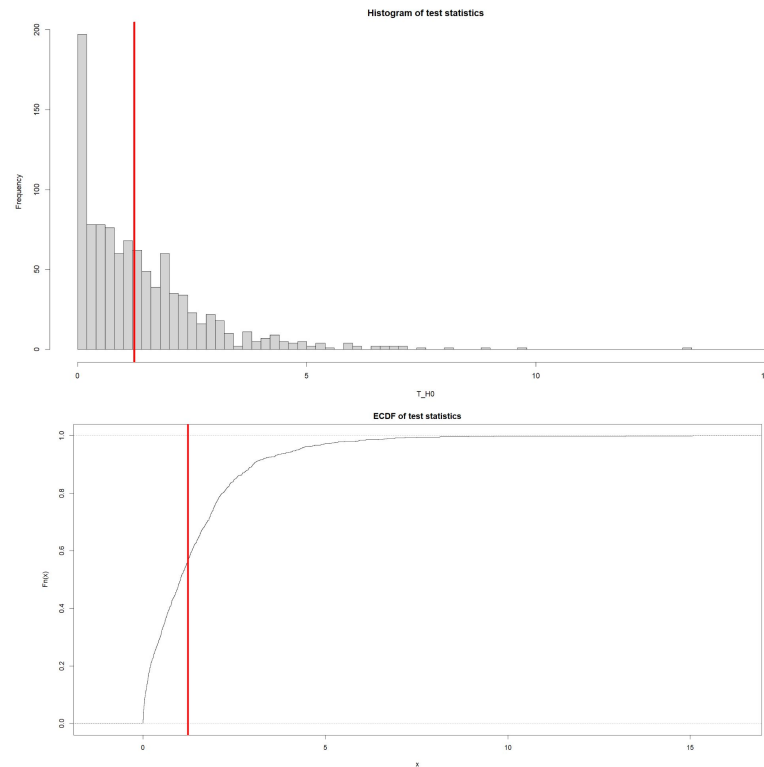 Histogram of test statistics
200
150
100
50
0
Frequency
0 5 10 1
T_H0
ECDF of test statistics
1.0
0.8
0.6
0.4
0.2
0.0
Fn(x)
0 5 10 15
x